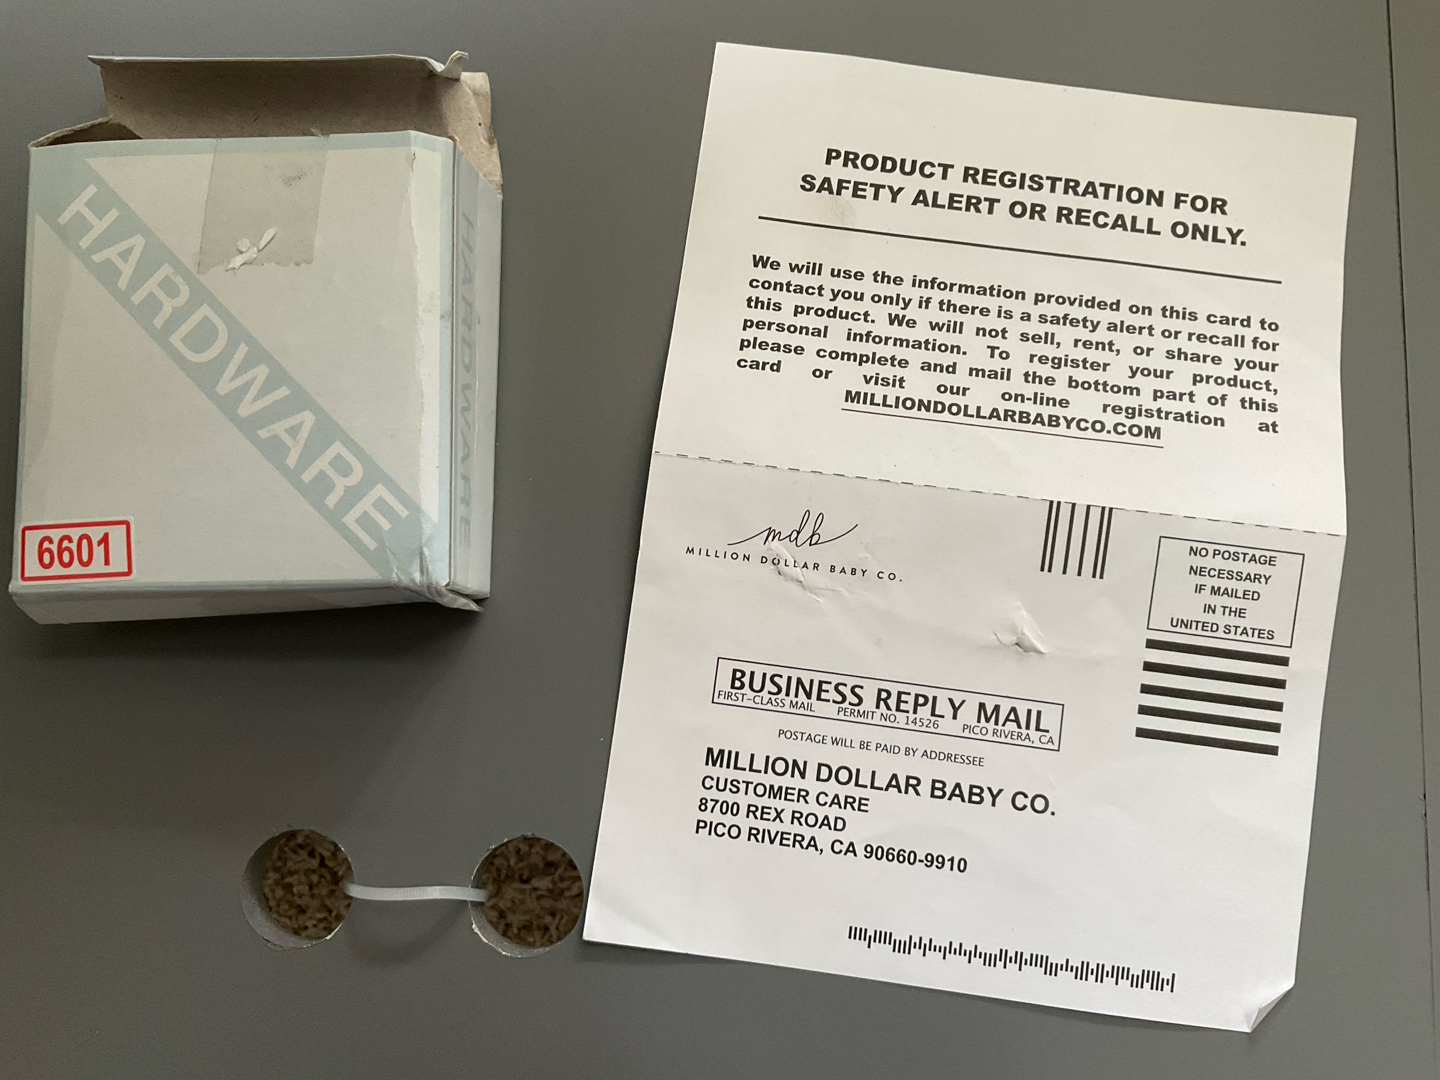 HARDWARE
HARDWARE
6601
PRODUCT REGISTRATION FOR
SAFETY ALERT OR RECALL ONLY.
We will use the information provided on this card to
contact you only if there is a safety alert or recall for
this product. We will not sell, rent, or share your
personal information. To register your product,
please complete and mail the bottom part of this
card or visit our on-line registration at
MILLIONDOLLARBABYCO.COM
mdb
MILLION DOLLAR BABY CO.
NO POSTAGE
NECESSARY
IF MAILED
IN THE
UNITED STATES
BUSINESS REPLY MAIL
FIRST-CLASS MAIL PERMIT NO. 14526 PICO RIVERA, CA
POSTAGE WILL BE PAID BY ADDRESSEE
MILLION DOLLAR BABY CO.
CUSTOMER CARE
8700 REX ROAD
PICO RIVERA, CA 90660-9910